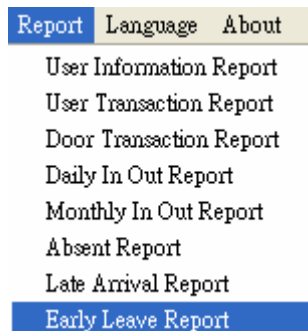 Report Language About
User Information Report
User Transaction Report
Door Transaction Report
Daily In Out Report
Monthly In Out Report
Absent Report
Late Arrival Report
Early Leave Report